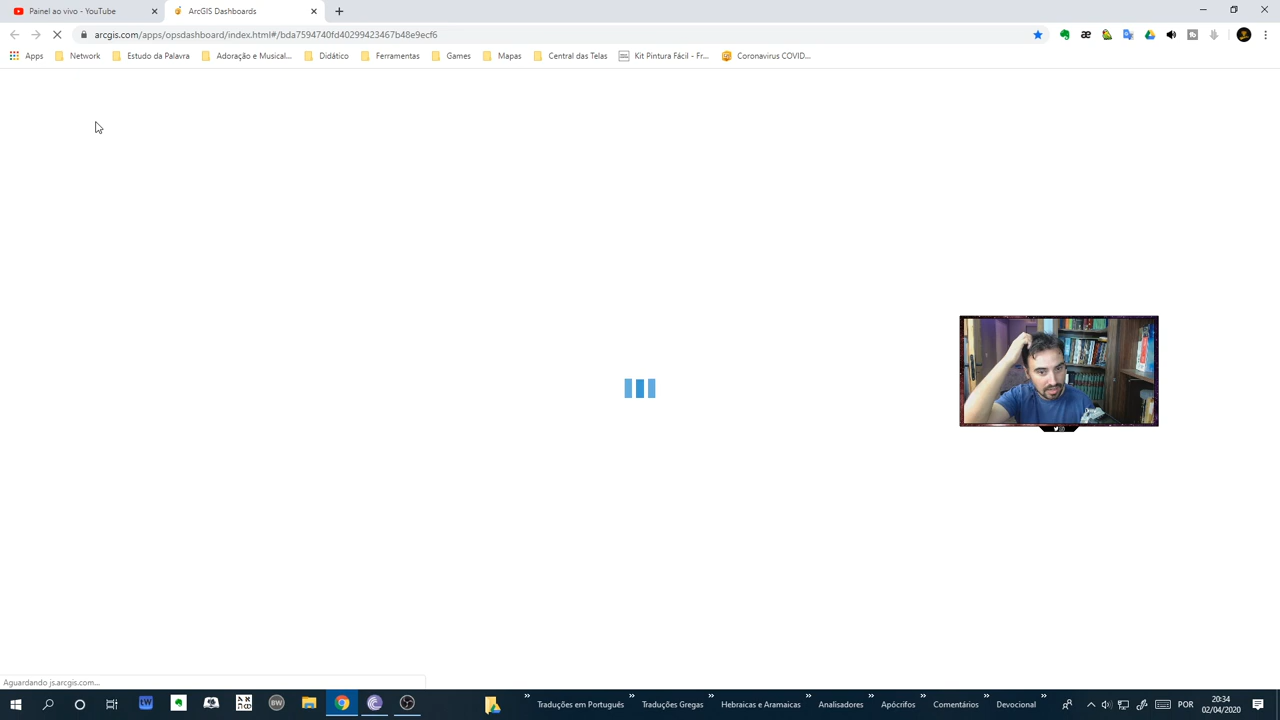 Painel ao vivo - YouTube
ArcGIS Dashboards
arcgis.com/apps/opsdashboard/index.html#/bda7594740fd40299423467b48e9ecf6
Apps Network Estudo da Palavra Adoração e Musical... Didático Ferramentas Games Mapas Central das Telas Kit Pintura Fácil - Fr... Coronavirus COVID...
Aguardando js.arcgis.com...
Traduções em Português Traduções Gregas Hebraicas e Aramaicas Analisadores Apócrifos Comentários Devocional POR 20:34
02/04/2020